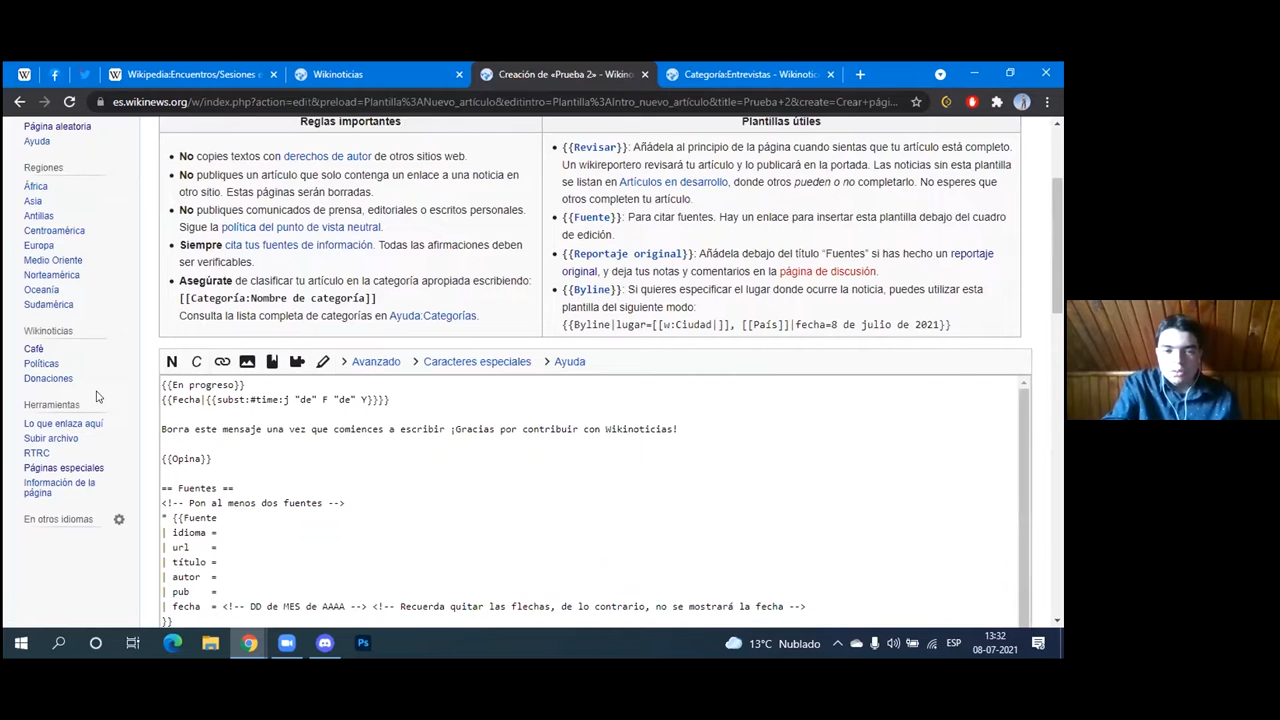 Wikipedia:Encuentros/Sesiones e
Wikinoticias
Creación de «Prueba 2» - Wikino
Categoría:Entrevistas - Wikinotic
es.wikinews.org/w/index.php?action=edit&preload=Plantilla%3ANuevo_artículo&editintro=Plantilla%3AIntro_nuevo_artículo&title=Prueba+2&create=Crear+pági...
Página aleatoria
Ayuda
Regiones
África
Asia
Antillas
Centroamérica
Europa
Medio Oriente
Norteamérica
Oceanía
Sudamérica
Wikinoticias
Café
Políticas
Donaciones
Herramientas
Lo que enlaza aquí
Subir archivo
RTRC
Páginas especiales
Información de la
página
En otros idiomas
Reglas importantes
• No copies textos con derechos de autor de otros sitios web.
• No publiques un artículo que solo contenga un enlace a una noticia en
otro sitio. Estas páginas serán borradas.
• No publiques comunicados de prensa, editoriales o escritos personales.
Sigue la política del punto de vista neutral.
• Siempre cita tus fuentes de información. Todas las afirmaciones deben
ser verificables.
• Asegúrate de clasificar tu artículo en la categoría apropiada escribiendo:
[[Categoría:Nombre de categoría]]
Consulta la lista completa de categorías en Ayuda:Categorías.
Plantillas útiles
• {{Revisar}}: Añádela al principio de la página cuando sientas que tu artículo está completo.
Un wikireportero revisará tu artículo y lo publicará en la portada. Las noticias sin esta plantilla
se listan en Artículos en desarrollo, donde otros pueden o no completarlo. No esperes que
otros completen tu artículo.
• {{Fuente}}: Para citar fuentes. Hay un enlace para insertar esta plantilla debajo del cuadro
de edición.
• {{Reportaje original}}: Añádela debajo del título “Fuentes” si has hecho un reportaje
original, y deja tus notas y comentarios en la página de discusión.
• {{Byline}}: Si quieres especificar el lugar donde ocurre la noticia, puedes utilizar esta
plantilla del siguiente modo:
{{Byline|lugar=[[w:Ciudad|]], [[País]]|fecha=8 de julio de 2021}}
N C Avanzado Caracteres especiales Ayuda
{{En progreso}}
{{Fecha|{{subst:#time:j "de" F "de" Y}}}}
Borra este mensaje una vez que comiences a escribir ¡Gracias por contribuir con Wikinoticias!
{{Opina}}
== Fuentes ==
<!-- Pon al menos dos fuentes -->
* {{Fuente
| idioma =
| url =
| título =
| autor =
| pub =
| fecha = <!-- DD de MES de AAAA --> <!-- Recuerda quitar las flechas, de lo contrario, no se mostrará la fecha -->
}}
13°C Nublado
ESP
13:32
08-07-2021